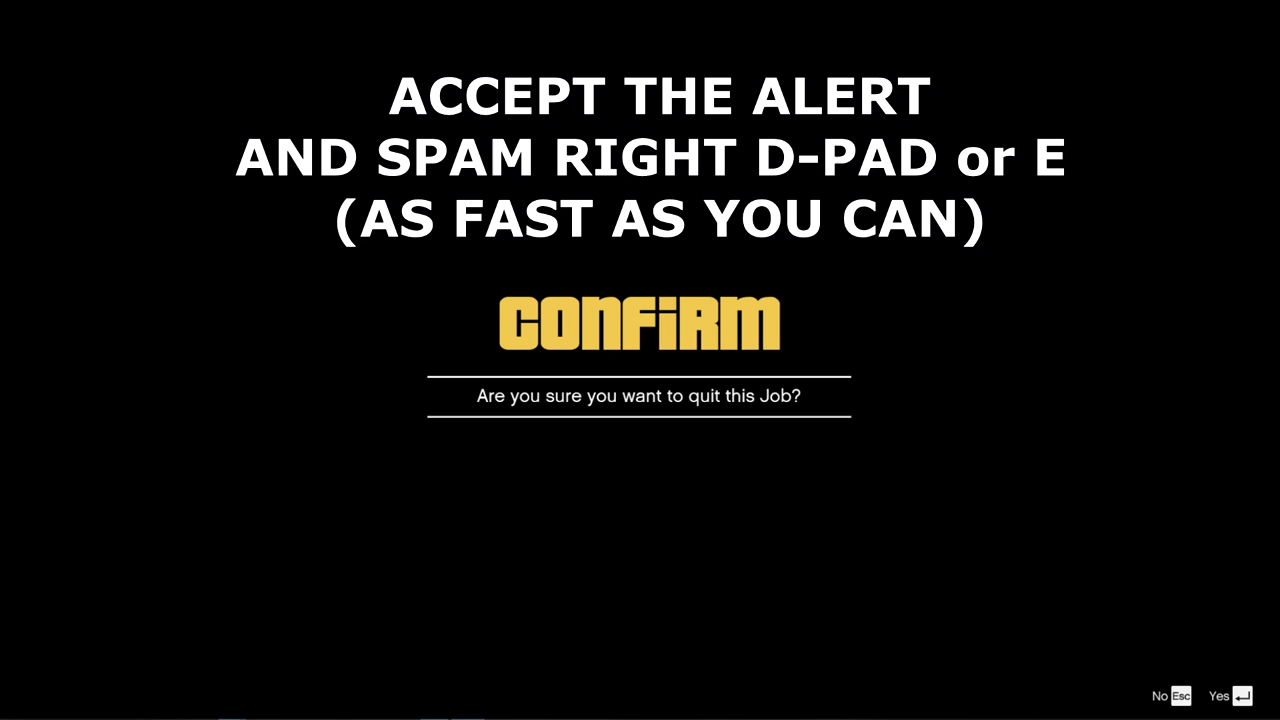 ACCEPT THE ALERT
AND SPAM RIGHT D-PAD or E
(AS FAST AS YOU CAN)
CONFiRM
Are you sure you want to quit this Job?
No Esc Yes